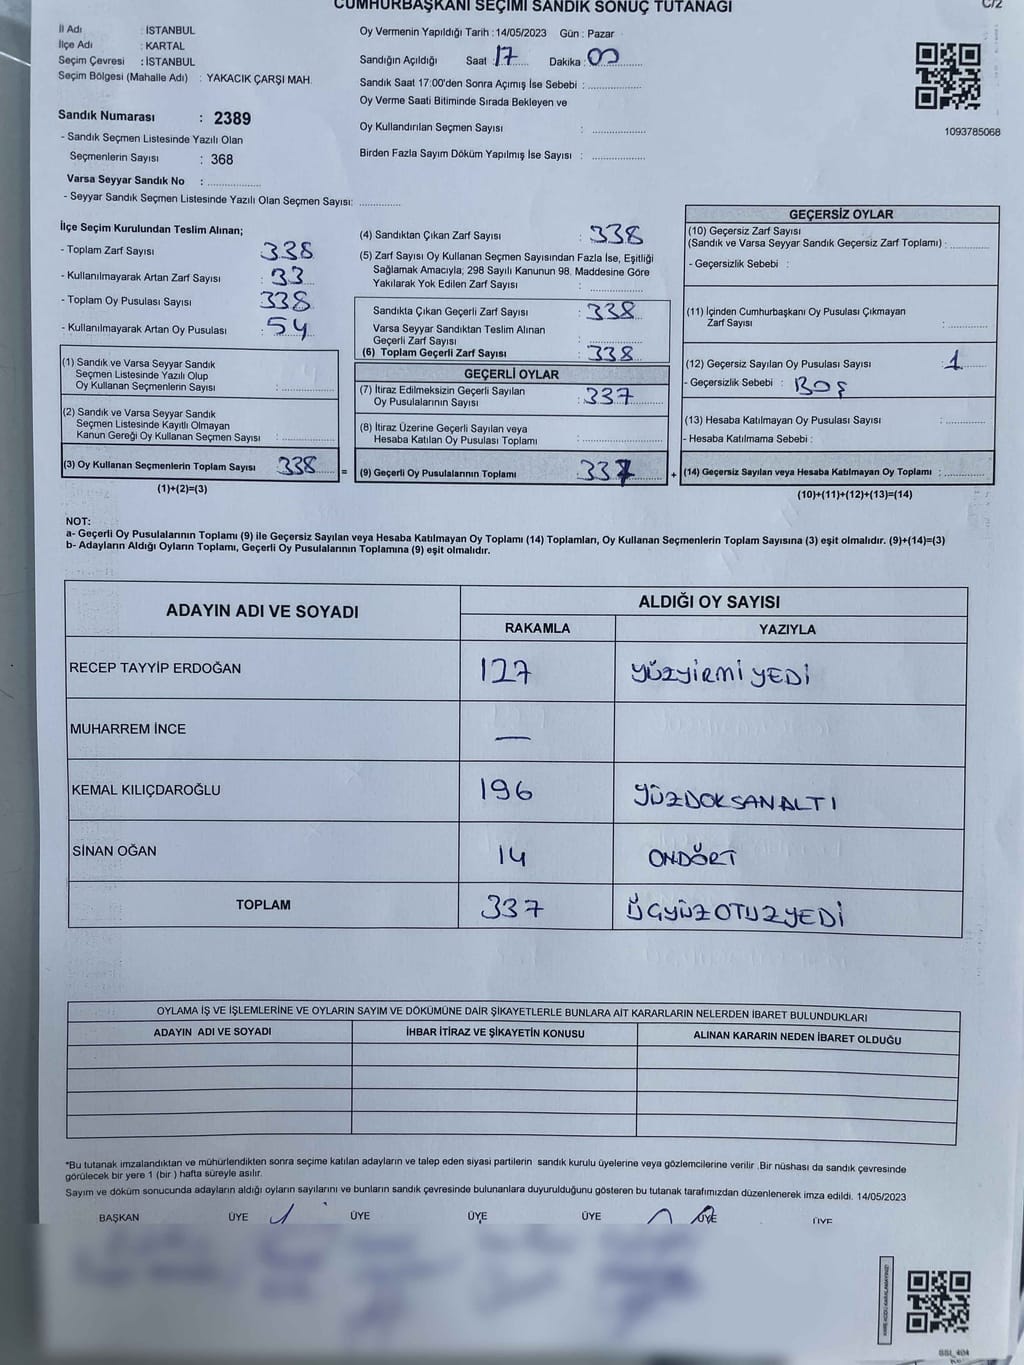 CUMHURBAŞKANI SEÇİMİ SANDIK SONUÇ TUTANAĞI
C/2
İl Adı : İSTANBUL
İlçe Adı : KARTAL
Seçim Çevresi : İSTANBUL
Seçim Bölgesi (Mahalle Adı) : YAKACIK ÇARŞI MAH.
Sandık Numarası : 2389
- Sandık Seçmen Listesinde Yazılı Olan
Seçmenlerin Sayısı : 368
Varsa Seyyar Sandık No : ................
- Seyyar Sandık Seçmen Listesinde Yazılı Olan Seçmen Sayısı: ............
Oy Vermenin Yapıldığı Tarih : 14/05/2023 Gün : Pazar
Sandığın Açıldığı Saat : 17 Dakika : 00
Sandık Saat 17:00'den Sonra Açımış İse Sebebi : ................
Oy Verme Saati Bitiminde Sırada Bekleyen ve
Oy Kullandırılan Seçmen Sayısı : ................
Birden Fazla Sayım Döküm Yapılmış İse Sayısı : ................
1093785068
İlçe Seçim Kurulundan Teslim Alınan;
- Toplam Zarf Sayısı : 338
- Kullanılmayarak Artan Zarf Sayısı : 33
- Toplam Oy Pusulası Sayısı : 338
- Kullanılmayarak Artan Oy Pusulası : 54
(1) Sandık ve Varsa Seyyar Sandık
Seçmen Listesinde Yazılı Olup
Oy Kullanan Seçmenlerin Sayısı : ................
(2) Sandık ve Varsa Seyyar Sandık
Seçmen Listesinde Kayıtlı Olmayan
Kanun Gereği Oy Kullanan Seçmen Sayısı : ................
(3) Oy Kullanan Seçmenlerin Toplam Sayısı 338 =
(1)+(2)=(3)
(4) Sandıktan Çıkan Zarf Sayısı : 338
(5) Zarf Sayısı Oy Kullanan Seçmen Sayısından Fazla İse, Eşitliği
Sağlamak Amacıyla; 298 Sayılı Kanunun 98. Maddesine Göre
Yakılarak Yok Edilen Zarf Sayısı : ................
Sandıkta Çıkan Geçerli Zarf Sayısı : 338
Varsa Seyyar Sandıktan Teslim Alınan
Geçerli Zarf Sayısı : ................
(6) Toplam Geçerli Zarf Sayısı : 338
GEÇERLİ OYLAR
(7) İtiraz Edilmeksizin Geçerli Sayılan
Oy Pusulalarının Sayısı : 337
(8) İtiraz Üzerine Geçerli Sayılan veya
Hesaba Katılan Oy Pusulası Toplamı : ................
(9) Geçerli Oy Pusulalarının Toplamı 337 +
GEÇERSİZ OYLAR
(10) Geçersiz Zarf Sayısı
(Sandık ve Varsa Seyyar Sandık Geçersiz Zarf Toplamı) : ............
- Geçersizlik Sebebi :
(11) İçinden Cumhurbaşkanı Oy Pusulası Çıkmayan
Zarf Sayısı : ............
(12) Geçersiz Sayılan Oy Pusulası Sayısı : 1
- Geçersizlik Sebebi : BOŞ
(13) Hesaba Katılmayan Oy Pusulası Sayısı : ............
- Hesaba Katılmama Sebebi :
(14) Geçersiz Sayılan veya Hesaba Katılmayan Oy Toplamı : ............
(10)+(11)+(12)+(13)=(14)
NOT:
a- Geçerli Oy Pusulalarının Toplamı (9) ile Geçersiz Sayılan veya Hesaba Katılmayan Oy Toplamı (14) Toplamları, Oy Kullanan Seçmenlerin Toplam Sayısına (3) eşit olmalıdır. (9)+(14)=(3)
b- Adayların Aldığı Oyların Toplamı, Geçerli Oy Pusulalarının Toplamına (9) eşit olmalıdır.
ADAYIN ADI VE SOYADI
ALDIĞI OY SAYISI
RAKAMLA YAZIYLA
RECEP TAYYİP ERDOĞAN 127 YÜZYİRMİYEDİ
MUHARREM İNCE —
KEMAL KILIÇDAROĞLU 196 YÜZDOKSANALTI
SİNAN OĞAN 14 ONDÖRT
TOPLAM 337 ÜÇYÜZOTUZYEDİ
OYLAMA İŞ VE İŞLEMLERİNE VE OYLARIN SAYIM VE DÖKÜMÜNE DAİR ŞİKAYETLERLE BUNLARA AİT KARARLARIN NELERDEN İBARET BULUNDUKLARI
ADAYIN ADI VE SOYADI İHBAR İTİRAZ VE ŞİKAYETİN KONUSU ALINAN KARARIN NEDEN İBARET OLDUĞU
*Bu tutanak imzalandıktan ve mühürlendikten sonra seçime katılan adayların ve talep eden siyasi partilerin sandık kurulu üyelerine veya gözlemcilerine verilir .Bir nüshası da sandık çevresinde
görülecek bir yere 1 (bir ) hafta süreyle asılır.
Sayım ve döküm sonucunda adayların aldığı oyların sayılarını ve bunların sandık çevresinde bulunanlara duyurulduğunu gösteren bu tutanak tarafımızdan düzenlenerek imza edildi. 14/05/2023
BAŞKAN ÜYE ÜYE ÜYE ÜYE ÜYE ÜYE